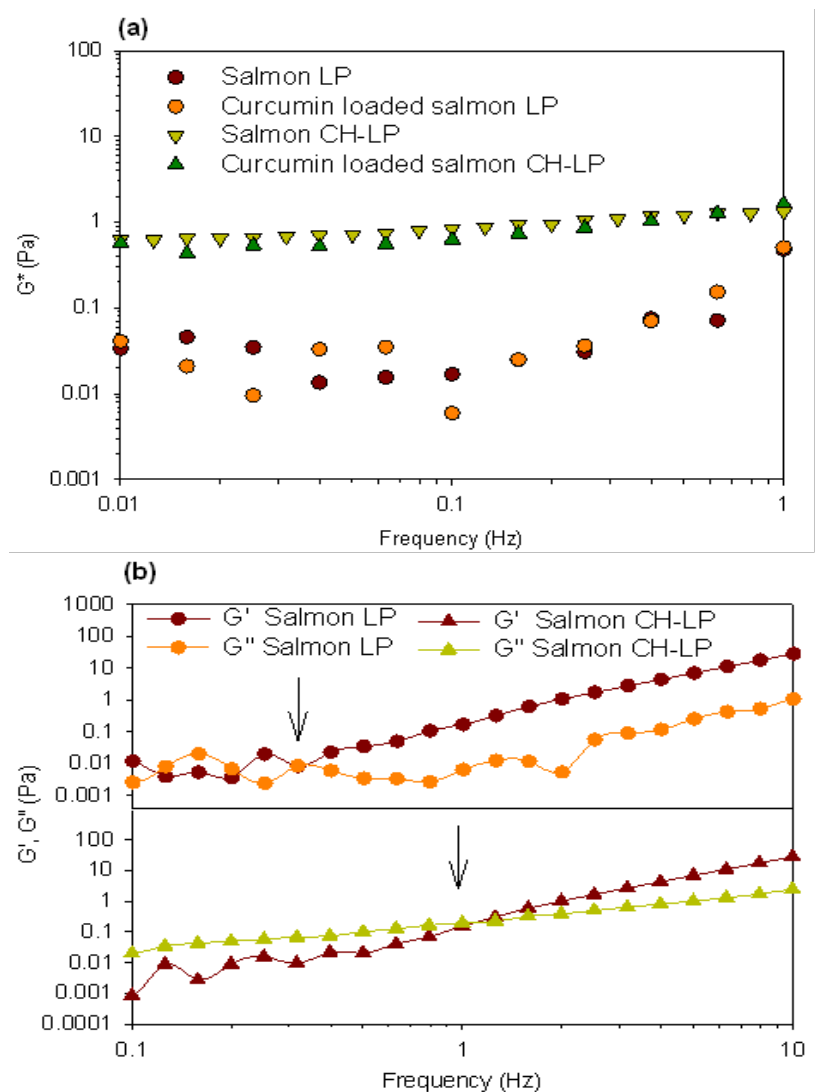 (a)
100
10
1
0.1
0.01
0.001
G* (Pa)
Salmon LP
Curcumin loaded salmon LP
Salmon CH-LP
Curcumin loaded salmon CH-LP
0.01 0.1 1
Frequency (Hz)
(b)
1000
100
10
1
0.1
0.01
0.001
G' Salmon LP G' Salmon CH-LP
G" Salmon LP G" Salmon CH-LP
G', G" (Pa)
100
10
1
0.1
0.01
0.001
0.0001
0.1 1 10
Frequency (Hz)